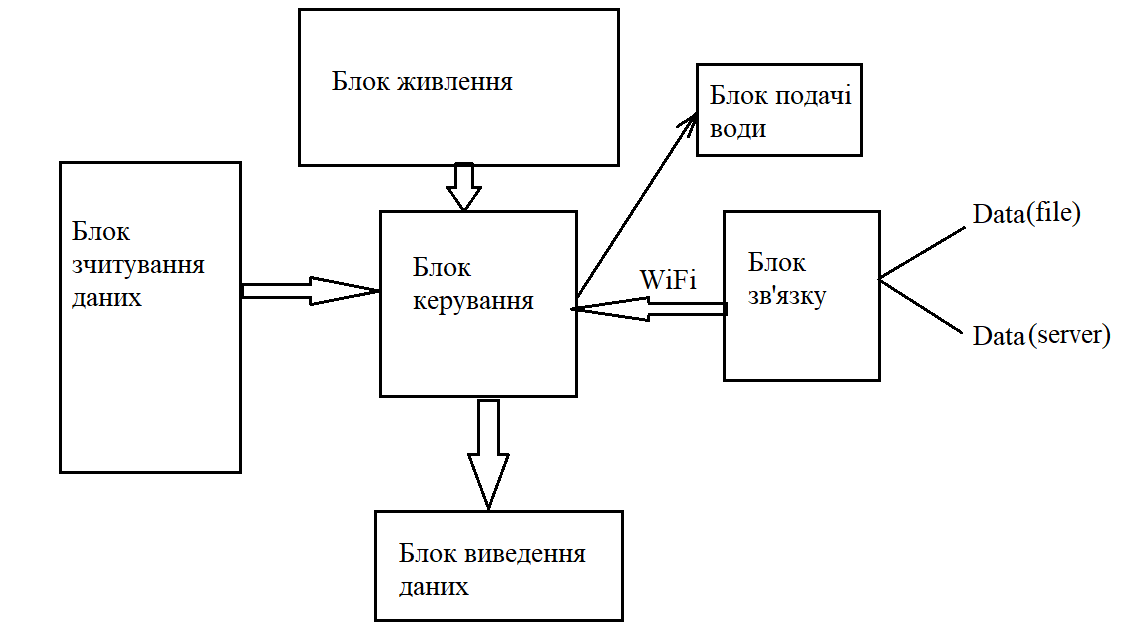 Блок живлення
Блок подачі
води
Блок
зчитування
даних
Блок
керування
WiFi
Блок
зв'язку
Data(file)
Data(server)
Блок виведення
даних